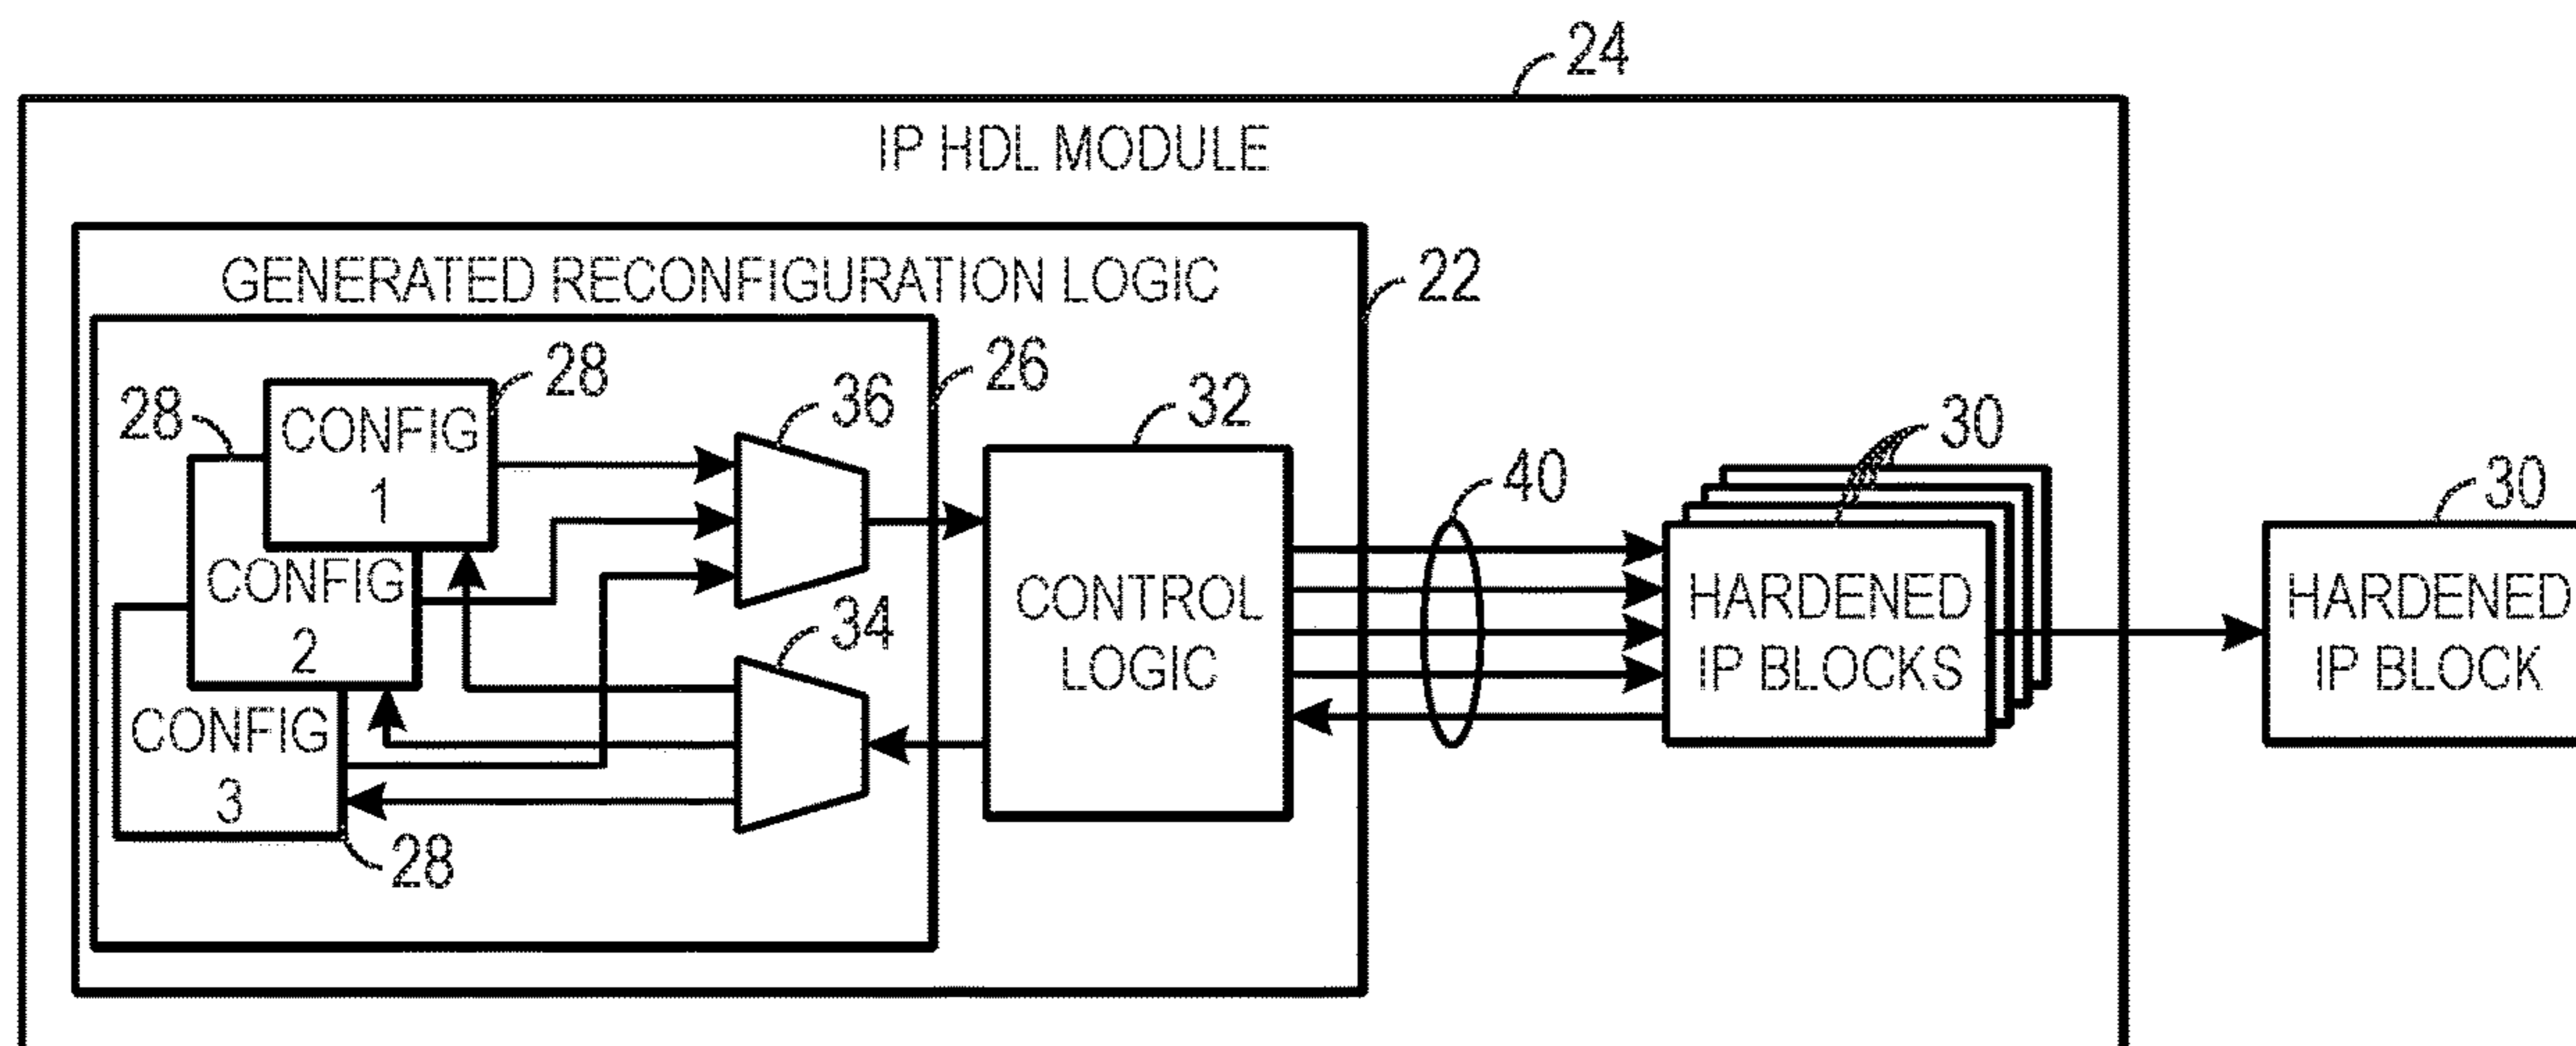 24
IP HDL MODULE
22
GENERATED RECONFIGURATION LOGIC
26
28
28
CONFIG
1
36
32
30
40
30
CONFIG
2
34
CONTROL
LOGIC
HARDENED
IP BLOCKS
HARDENED
IP BLOCK
CONFIG
3
28